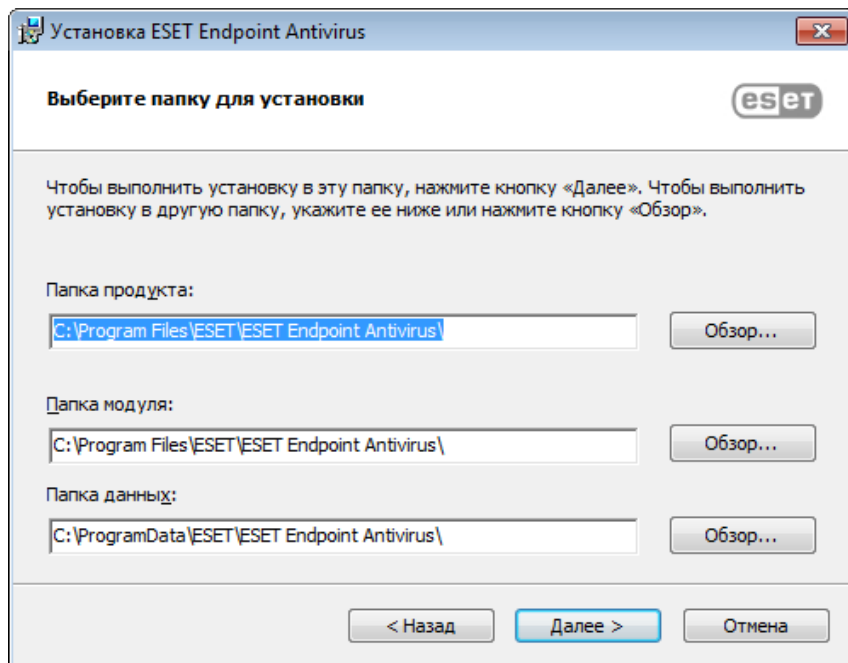 Установка ESET Endpoint Antivirus
Выберите папку для установки
eset
Чтобы выполнить установку в эту папку, нажмите кнопку «Далее». Чтобы выполнить
установку в другую папку, укажите ее ниже или нажмите кнопку «Обзор».
Папка продукта:
C:\Program Files\ESET\ESET Endpoint Antivirus\
Обзор...
Папка модуля:
C:\Program Files\ESET\ESET Endpoint Antivirus\
Обзор...
Папка данных:
C:\ProgramData\ESET\ESET Endpoint Antivirus\
Обзор...
< Назад
Далее >
Отмена